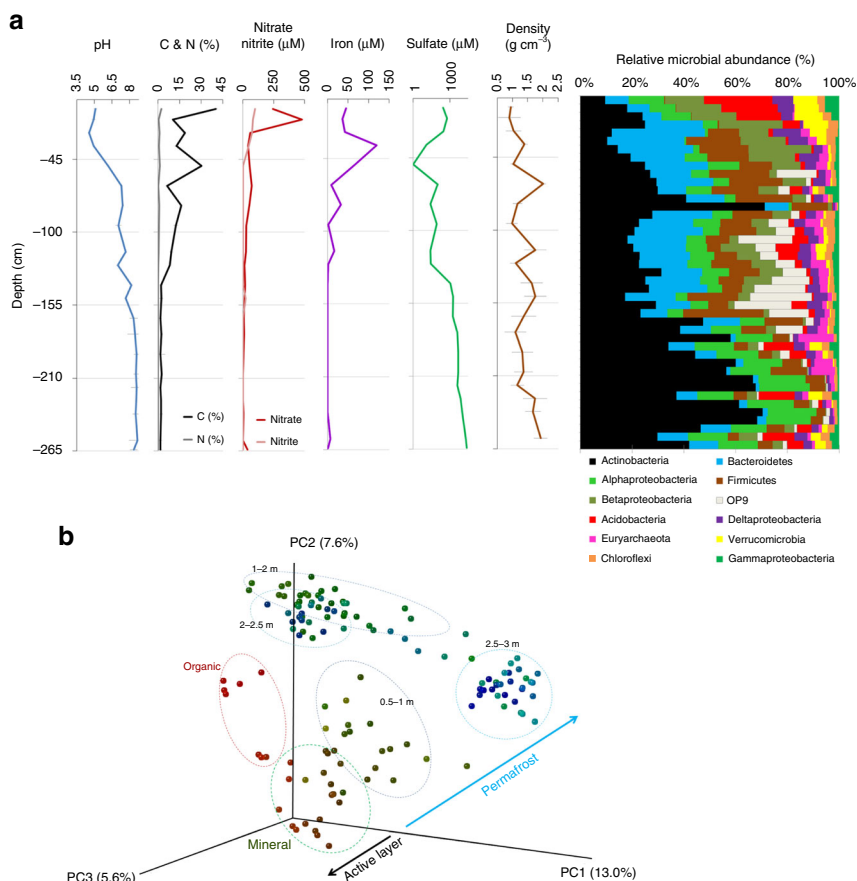 a
pH
3.5 5 6.5 8
C & N (%)
0 15 30 45
Nitrate
nitrite (μM)
0 250 500
Iron (μM)
0 50 100 150
Sulfate (μM)
1 1000
Density
(g cm⁻³)
0.5 1 1.5 2 2.5
Relative microbial abundance (%)
0% 20% 40% 60% 80% 100%
Depth (cm)
−45
−100
−155
−210
−265
C (%)
N (%)
Nitrate
Nitrite
Actinobacteria
Bacteroidetes
Alphaproteobacteria
Firmicutes
Betaproteobacteria
OP9
Acidobacteria
Deltaproteobacteria
Euryarchaeota
Verrucomicrobia
Chloroflexi
Gammaproteobacteria
b
PC2 (7.6%)
1–2 m
2–2.5 m
Organic
2.5–3 m
0.5–1 m
Permafrost
Mineral
Active layer
PC3 (5.6%)
PC1 (13.0%)